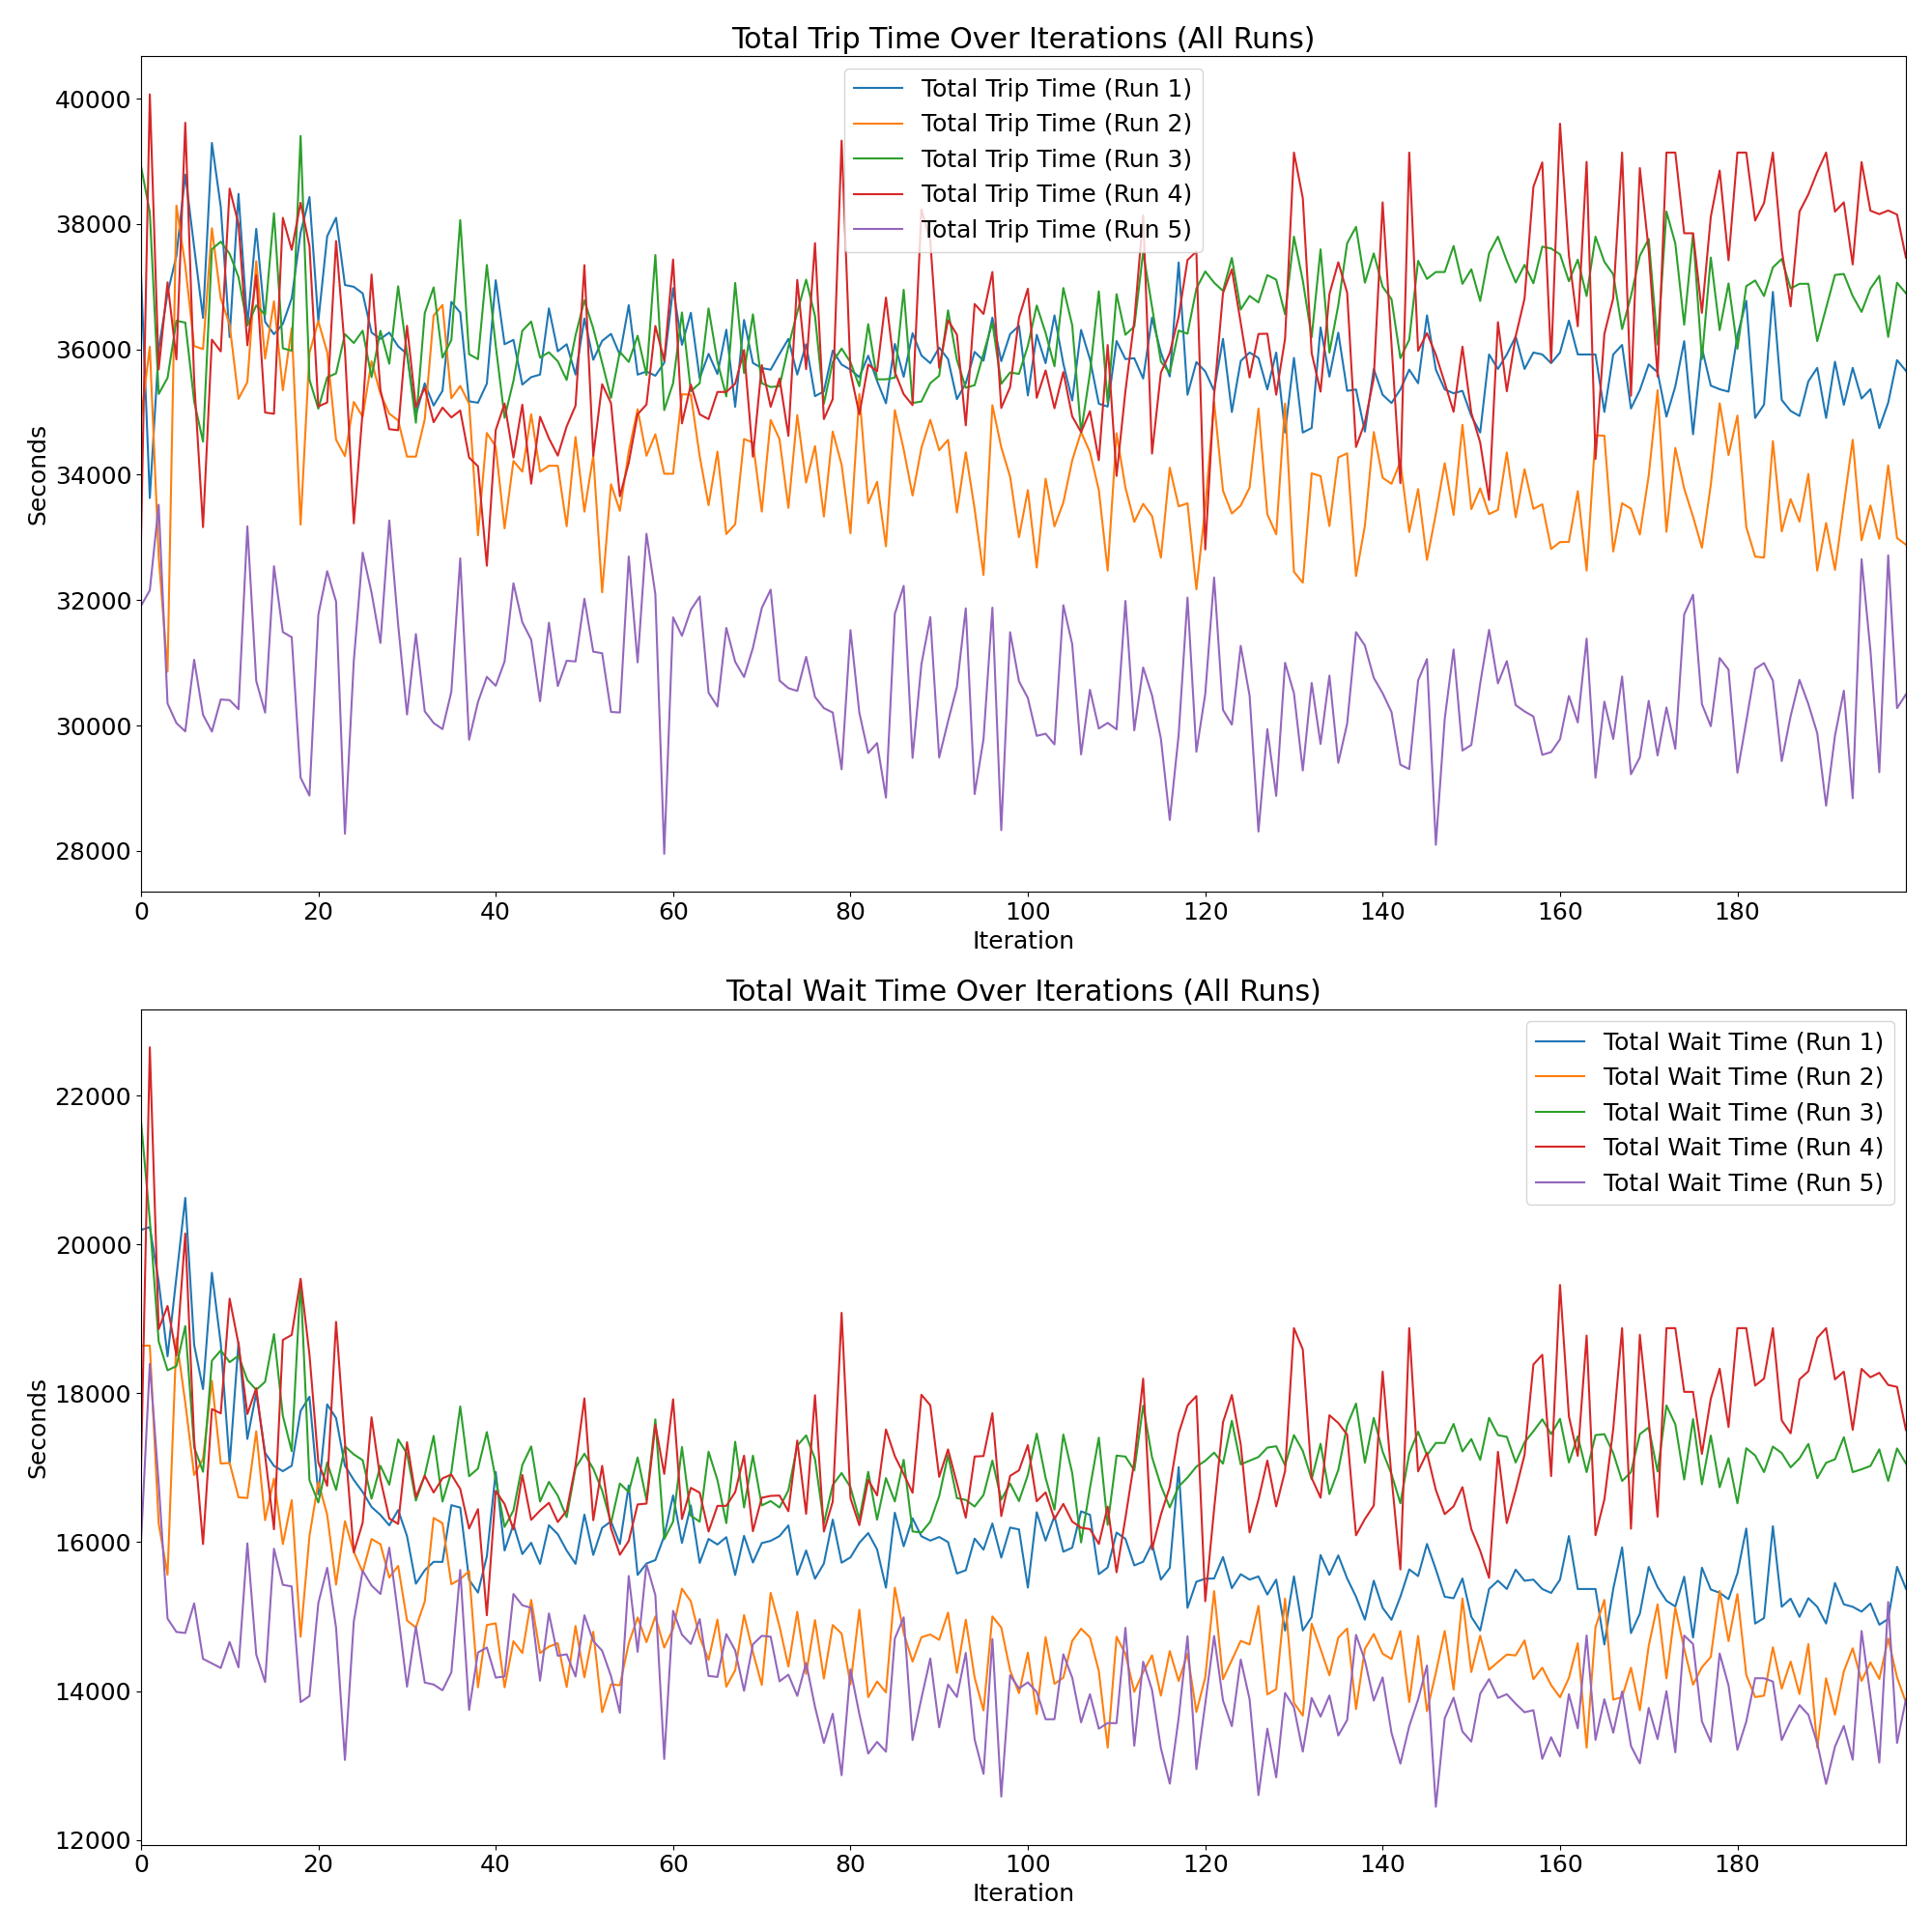 Total Trip Time Over Iterations (All Runs)
Seconds
40000
38000
36000
34000
32000
30000
28000
Total Trip Time (Run 1)
Total Trip Time (Run 2)
Total Trip Time (Run 3)
Total Trip Time (Run 4)
Total Trip Time (Run 5)
0 20 40 60 80 100 120 140 160 180
Iteration
Total Wait Time Over Iterations (All Runs)
Seconds
22000
20000
18000
16000
14000
12000
Total Wait Time (Run 1)
Total Wait Time (Run 2)
Total Wait Time (Run 3)
Total Wait Time (Run 4)
Total Wait Time (Run 5)
0 20 40 60 80 100 120 140 160 180
Iteration